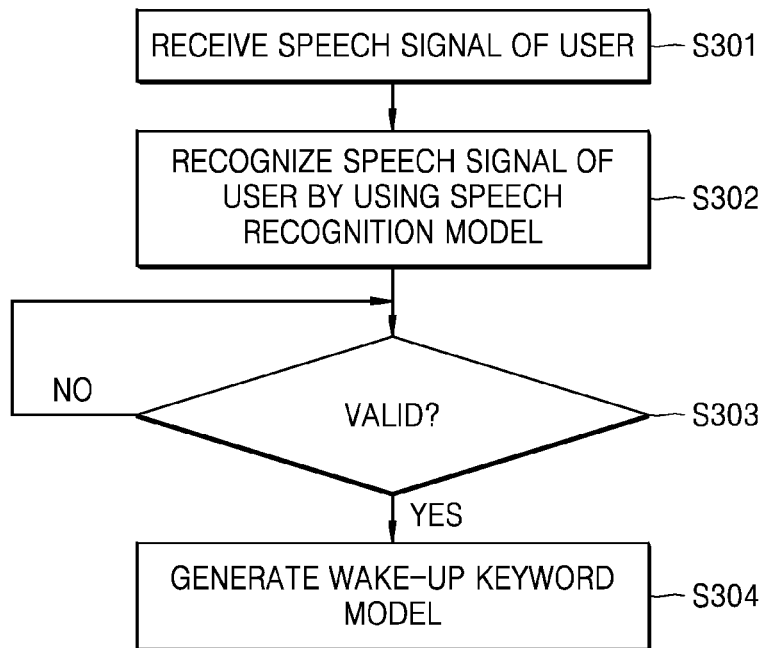 RECEIVE SPEECH SIGNAL OF USER
S301
RECOGNIZE SPEECH SIGNAL OF
USER BY USING SPEECH
RECOGNITION MODEL
S302
NO
VALID?
S303
YES
GENERATE WAKE-UP KEYWORD
MODEL
S304